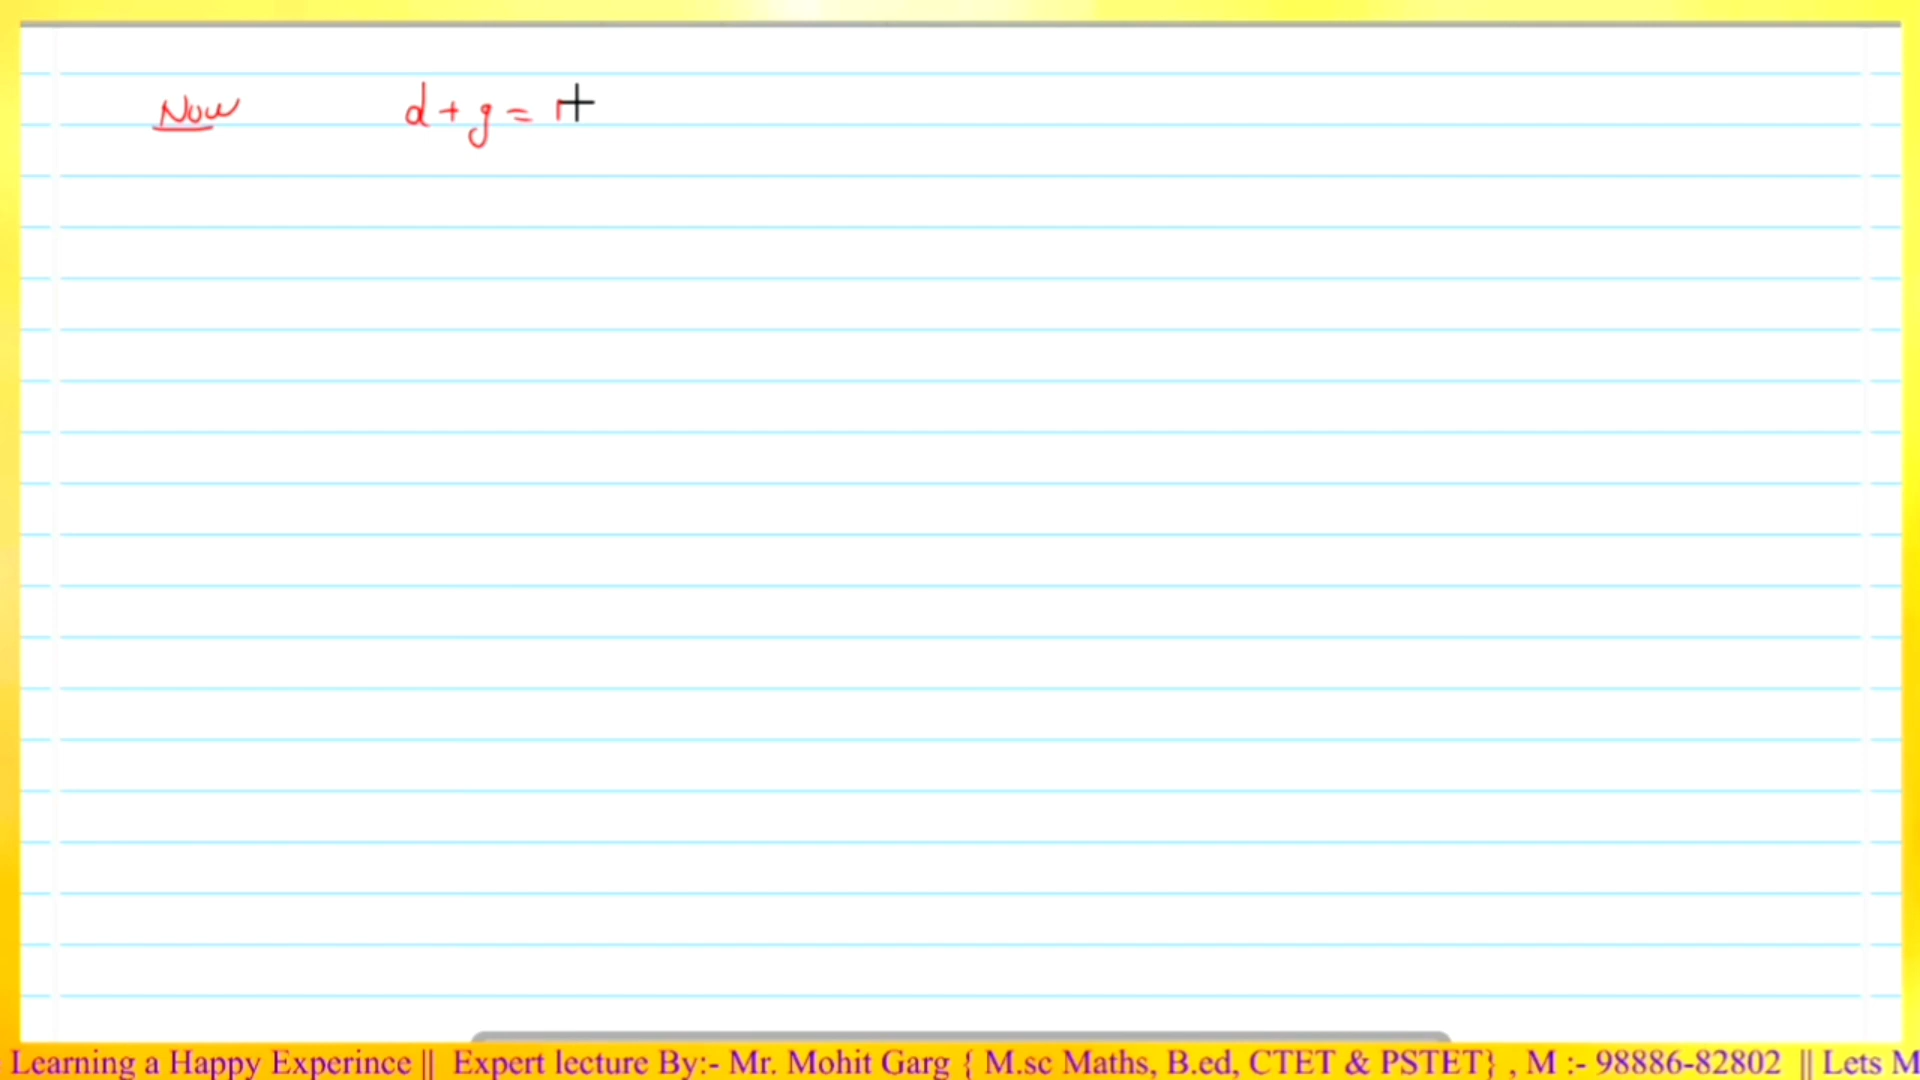 Now d + g =
Learning a Happy Experince || Expert lecture By:- Mr. Mohit Garg { M.sc Maths, B.ed, CTET & PSTET} , M :- 98886-82802 || Lets M